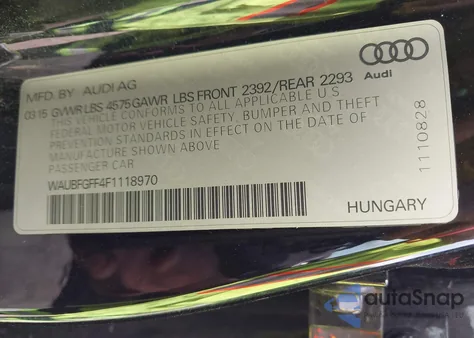 MFD. BY AUDI AG
03 15 GVWR LBS 4575 GAWR LBS FRONT 2392/REAR 2293
THIS VEHICLE CONFORMS TO ALL APPLICABLE U S
FEDERAL MOTOR VEHICLE SAFETY, BUMPER AND THEFT
PREVENTION STANDARDS IN EFFECT ON THE DATE OF
MANUFACTURE SHOWN ABOVE
PASSENGER CAR
WAUBFGFF4F1118970
Audi
1110828
HUNGARY
autoSnap